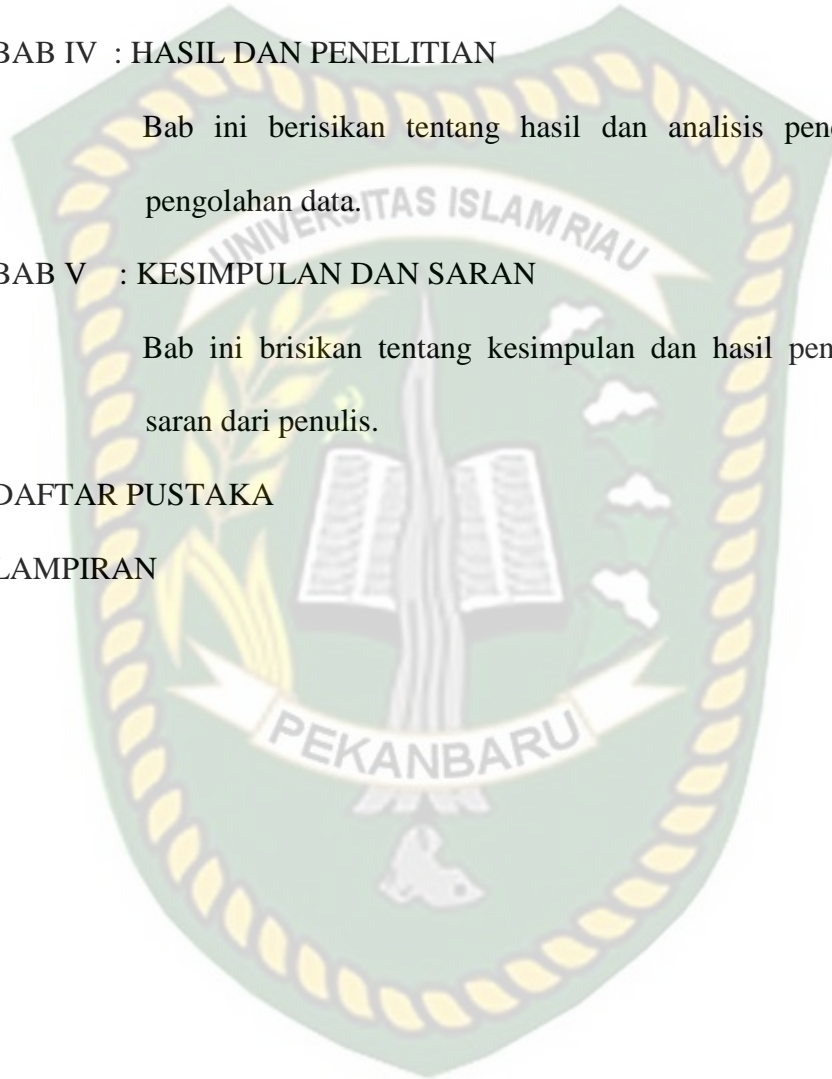 BAB IV : HASIL DAN PENELITIAN
Bab ini berisikan tentang hasil dan analisis
pengolahan data.
UNIVERSITAS ISLAM RIAU
BAB V : KESIMPULAN DAN SARAN
Bab ini brisikan tentang kesimpulan dan hasil
saran dari penulis.
DAFTAR PUSTAKA
LAMPIRAN
PEKANBARU